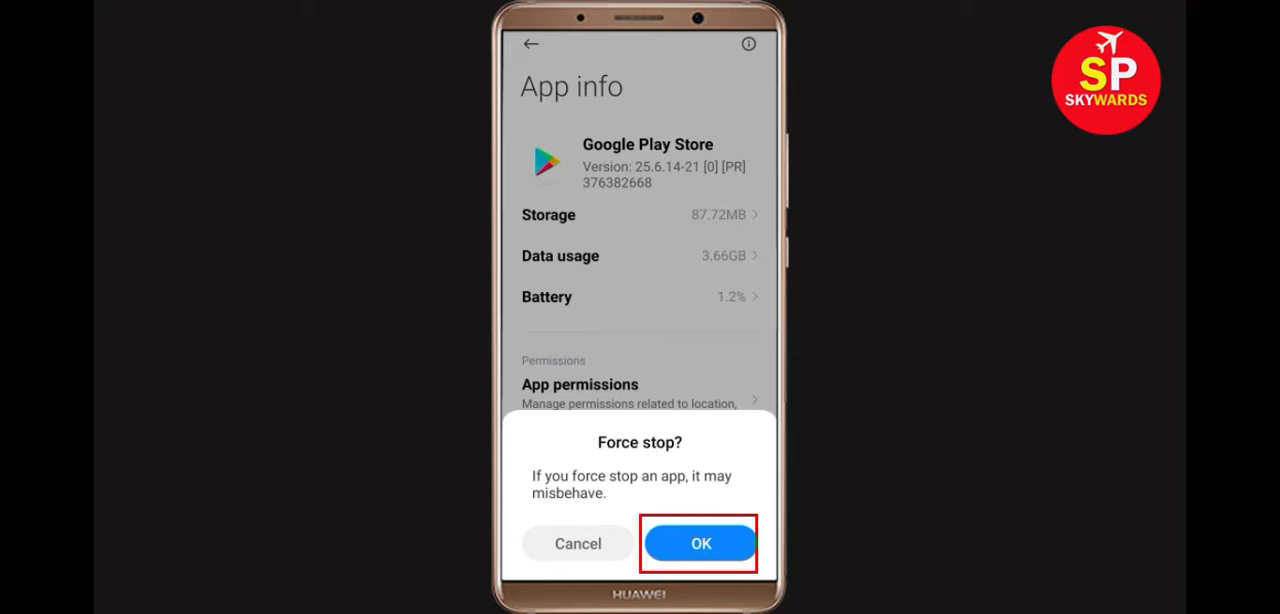 SP
SKYWARDS
App info
Google Play Store
Version: 25.6.14-21 [0] [PR]
376382668
Storage 87.72MB
Data usage 3.66GB
Battery 1.2%
Permissions
App permissions
Manage permissions related to location,
Force stop?
If you force stop an app, it may
misbehave.
Cancel OK
HUAWEI